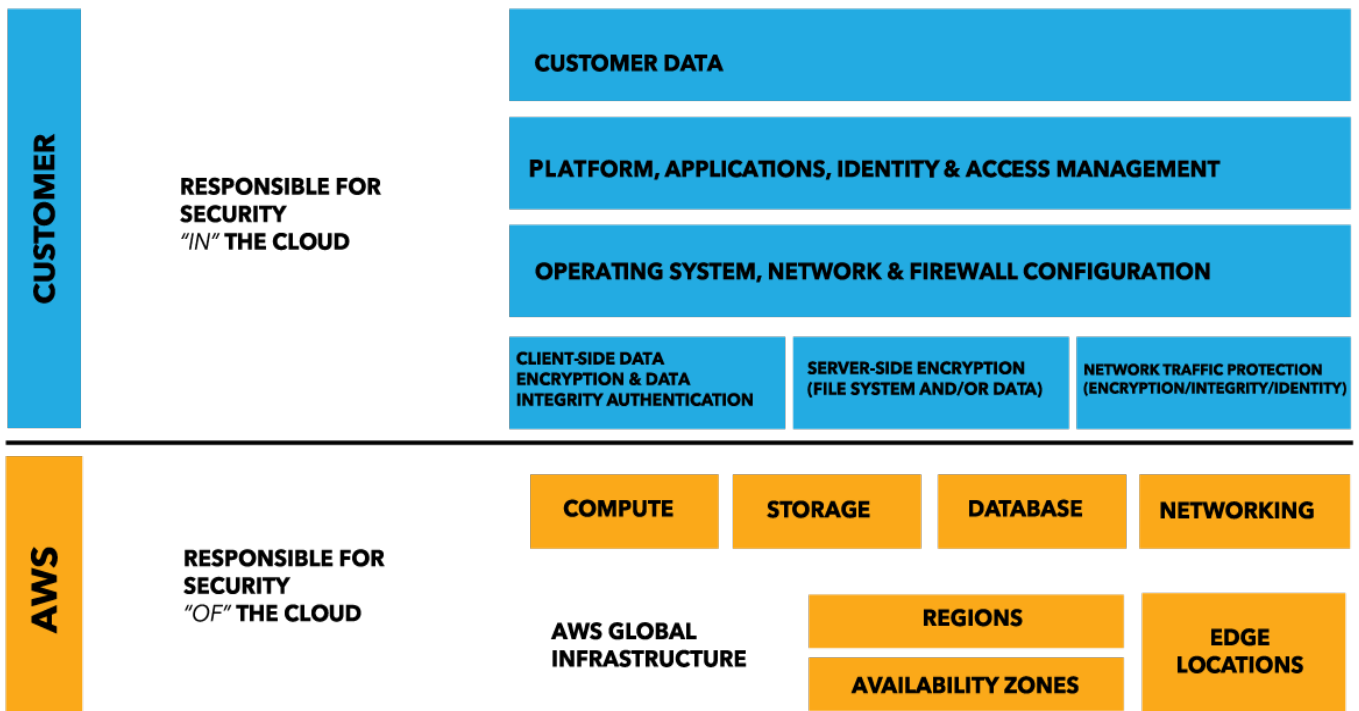 CUSTOMER
RESPONSIBLE FOR
SECURITY
"IN" THE CLOUD
CUSTOMER DATA
PLATFORM, APPLICATIONS, IDENTITY & ACCESS MANAGEMENT
OPERATING SYSTEM, NETWORK & FIREWALL CONFIGURATION
CLIENT-SIDE DATA
ENCRYPTION & DATA
INTEGRITY AUTHENTICATION
SERVER-SIDE ENCRYPTION
(FILE SYSTEM AND/OR DATA)
NETWORK TRAFFIC PROTECTION
(ENCRYPTION/INTEGRITY/IDENTITY)
AWS
RESPONSIBLE FOR
SECURITY
"OF" THE CLOUD
COMPUTE
STORAGE
DATABASE
NETWORKING
AWS GLOBAL
INFRASTRUCTURE
REGIONS
AVAILABILITY ZONES
EDGE
LOCATIONS